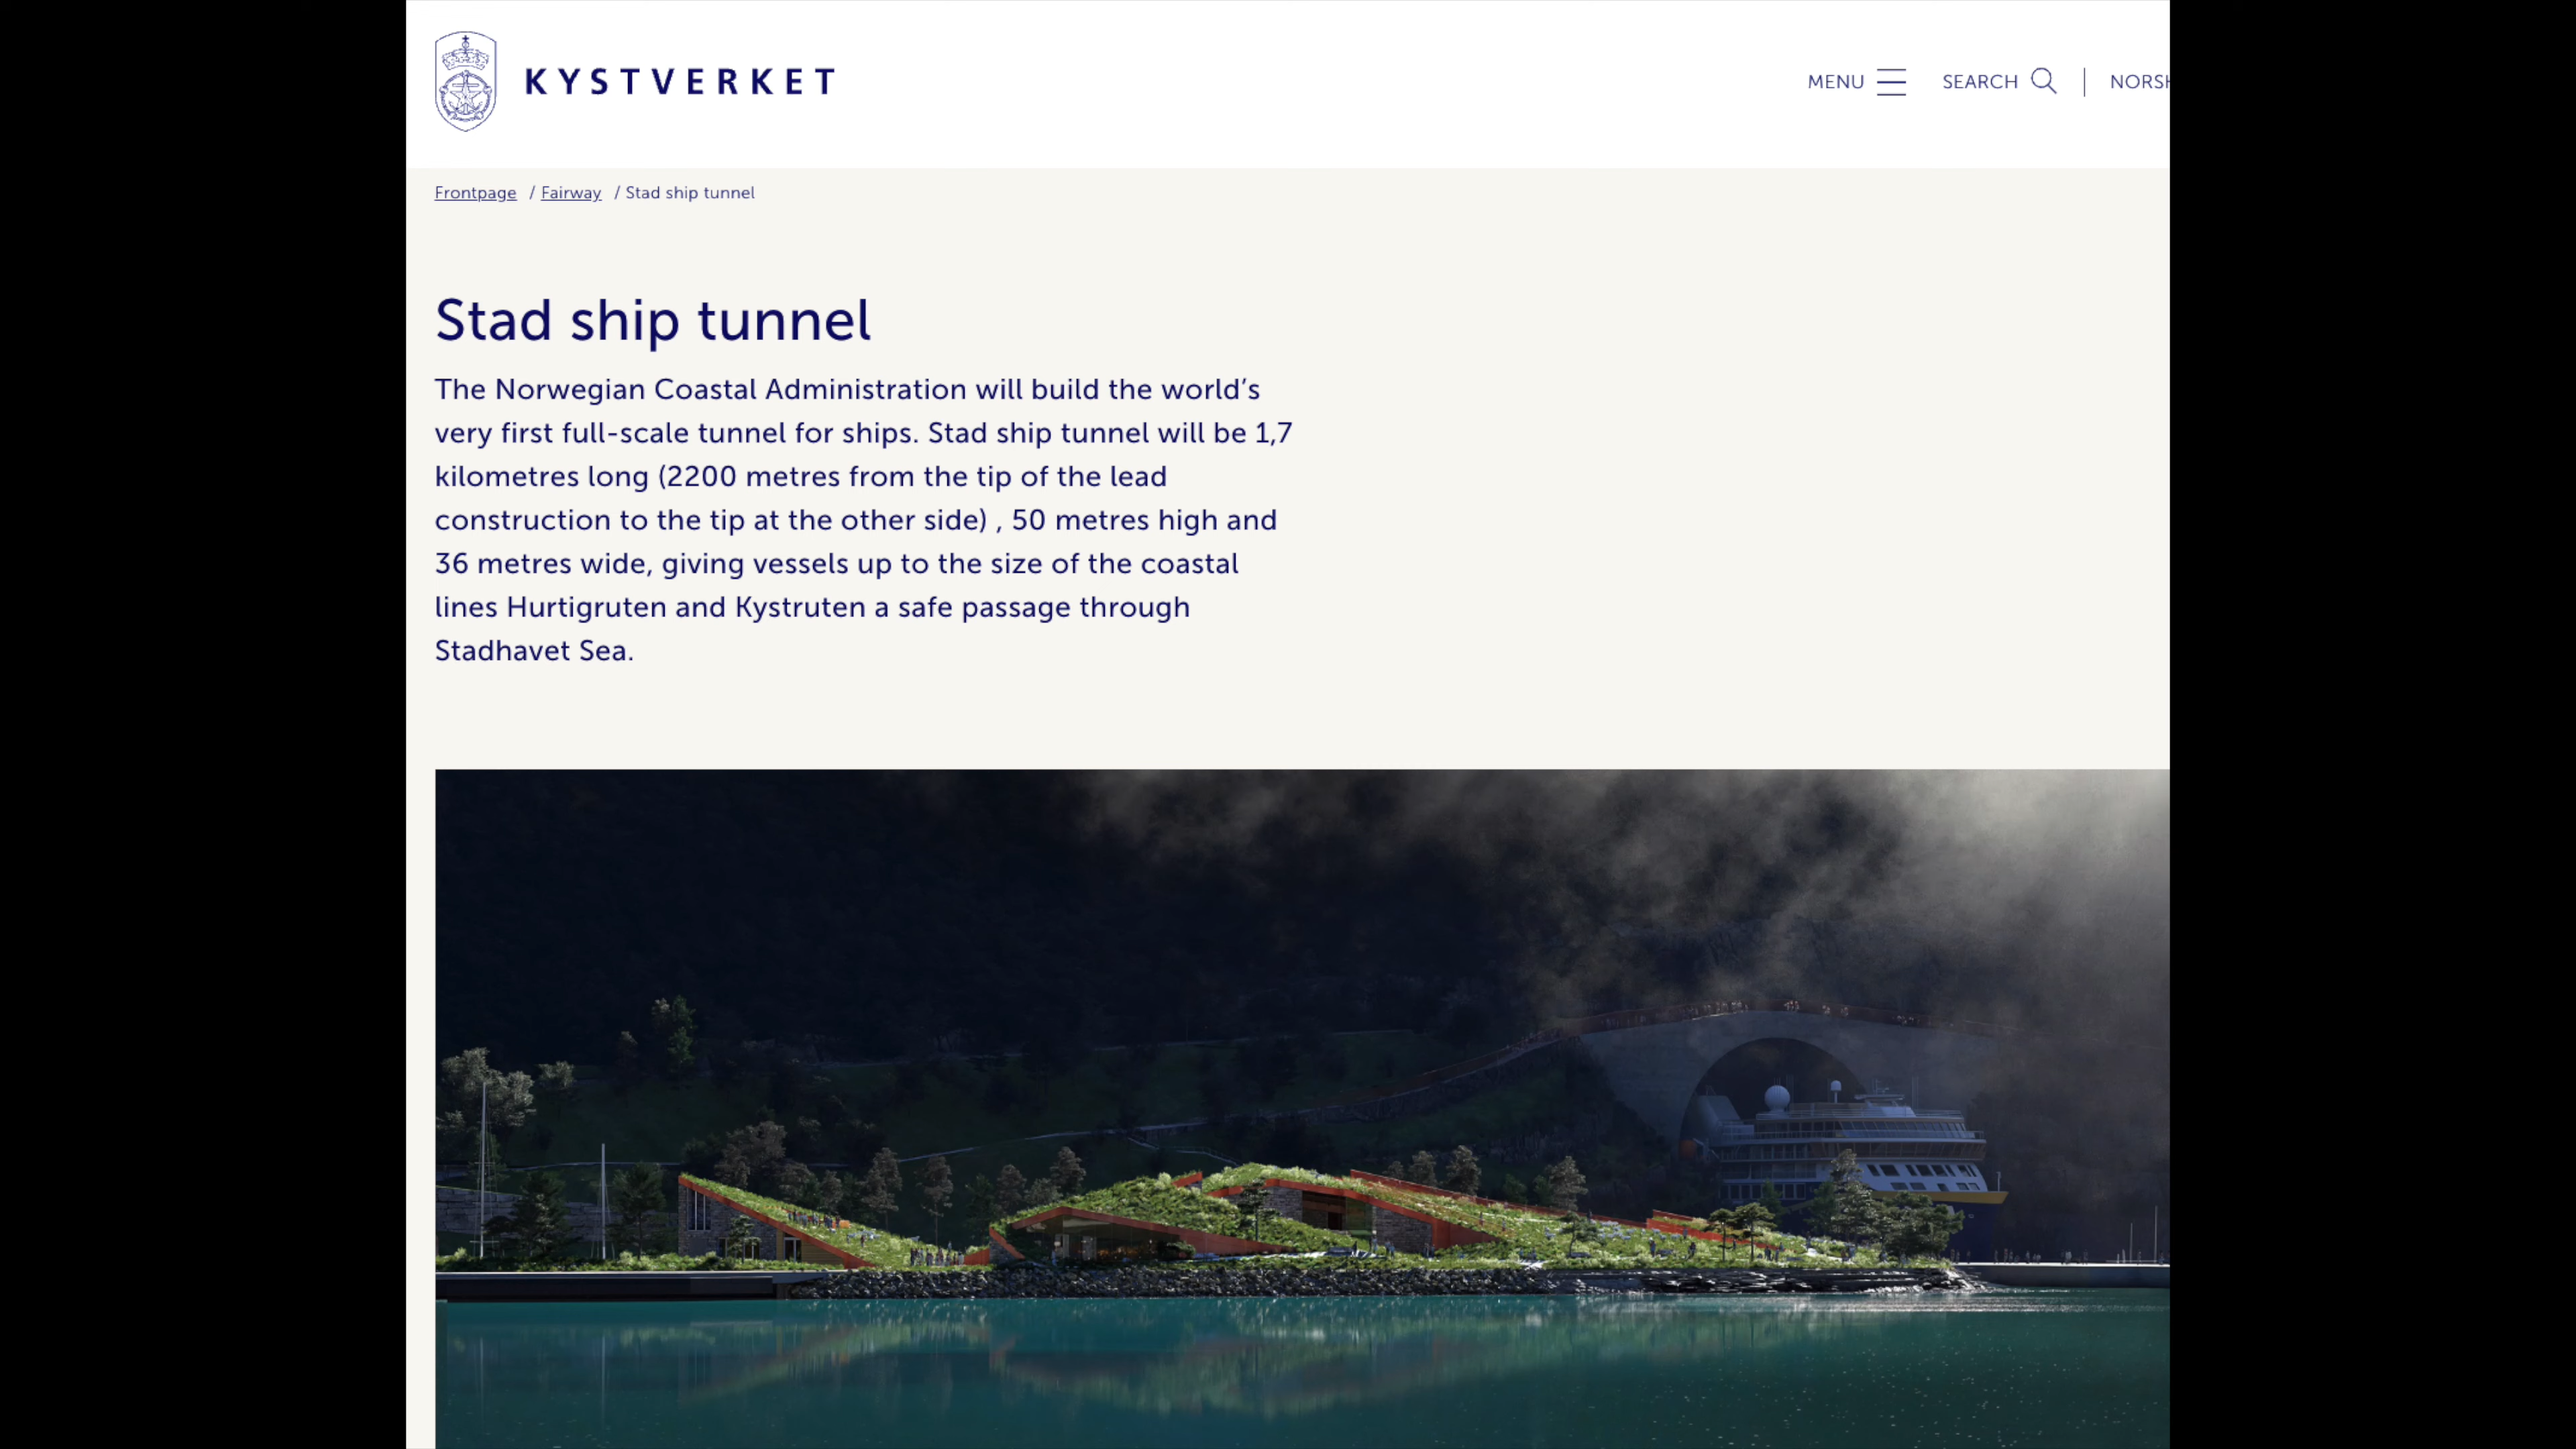 KYSTVERKET
MENU
SEARCH
NORSK
Frontpage / Fairway / Stad ship tunnel
Stad ship tunnel
The Norwegian Coastal Administration will build the world’s
very first full-scale tunnel for ships. Stad ship tunnel will be 1,7
kilometres long (2200 metres from the tip of the lead
construction to the tip at the other side) , 50 metres high and
36 metres wide, giving vessels up to the size of the coastal
lines Hurtigruten and Kystruten a safe passage through
Stadhavet Sea.